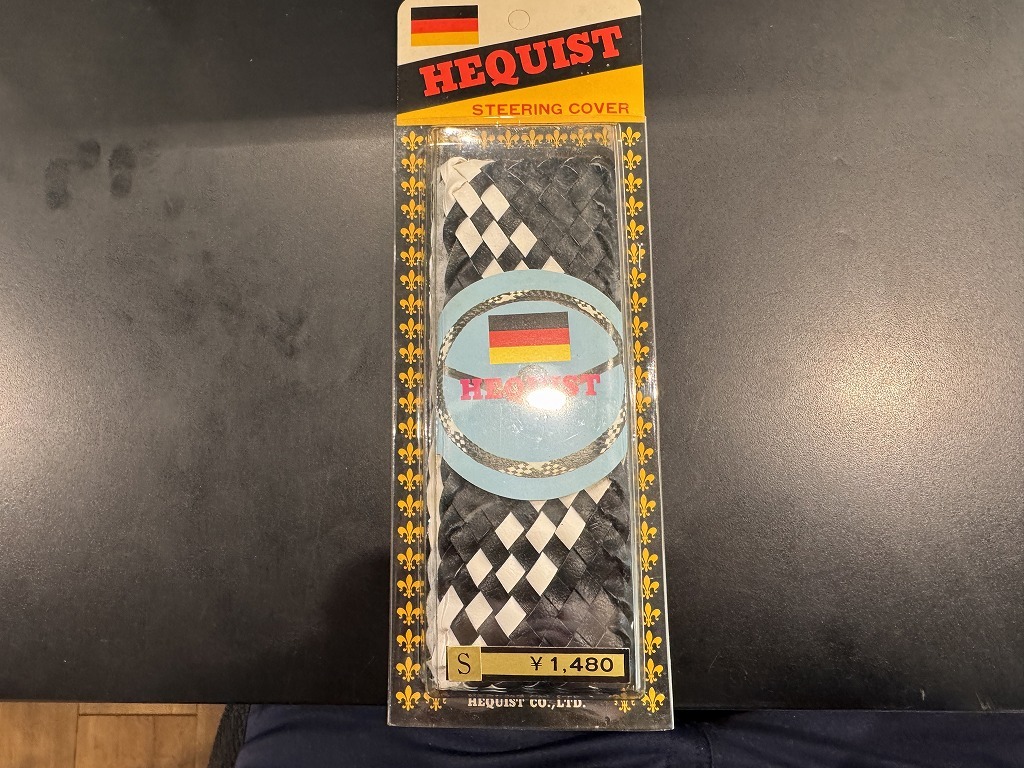 HEQUIST
STEERING COVER
HEQUIST
S ¥1,480
HEQUIST CO.,LTD.